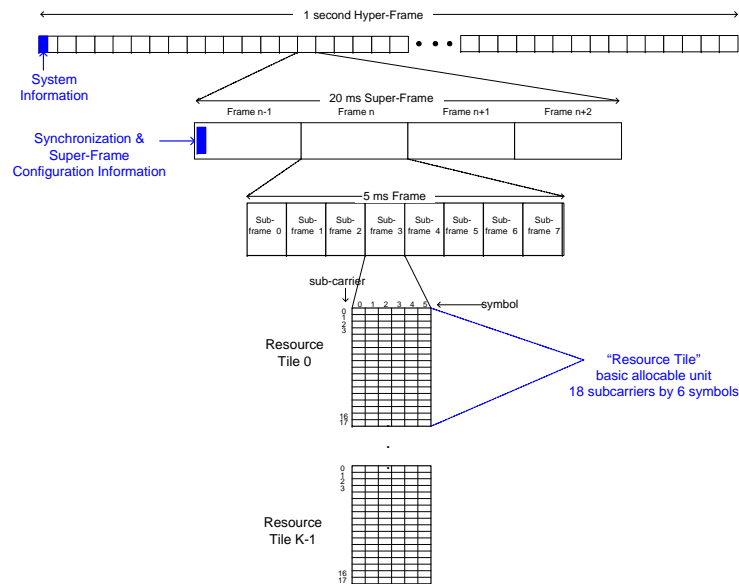 1 second Hyper-Frame
System
Information
20 ms Super-Frame
Frame n-1 Frame n Frame n+1 Frame n+2
Synchronization &
Super-Frame
Configuration Information
5 ms Frame
Sub- Sub- Sub- Sub- Sub- Sub- Sub- Sub-
frame 0 frame 1 frame 2 frame 3 frame 4 frame 5 frame 6 frame 7
sub-carrier
symbol
0 1 2 3 4 5
0
1
2
3
Resource
Tile 0
16
17
“Resource Tile”
basic allocable unit
18 subcarriers by 6 symbols
0
1
2
3
Resource
Tile K-1
16
17